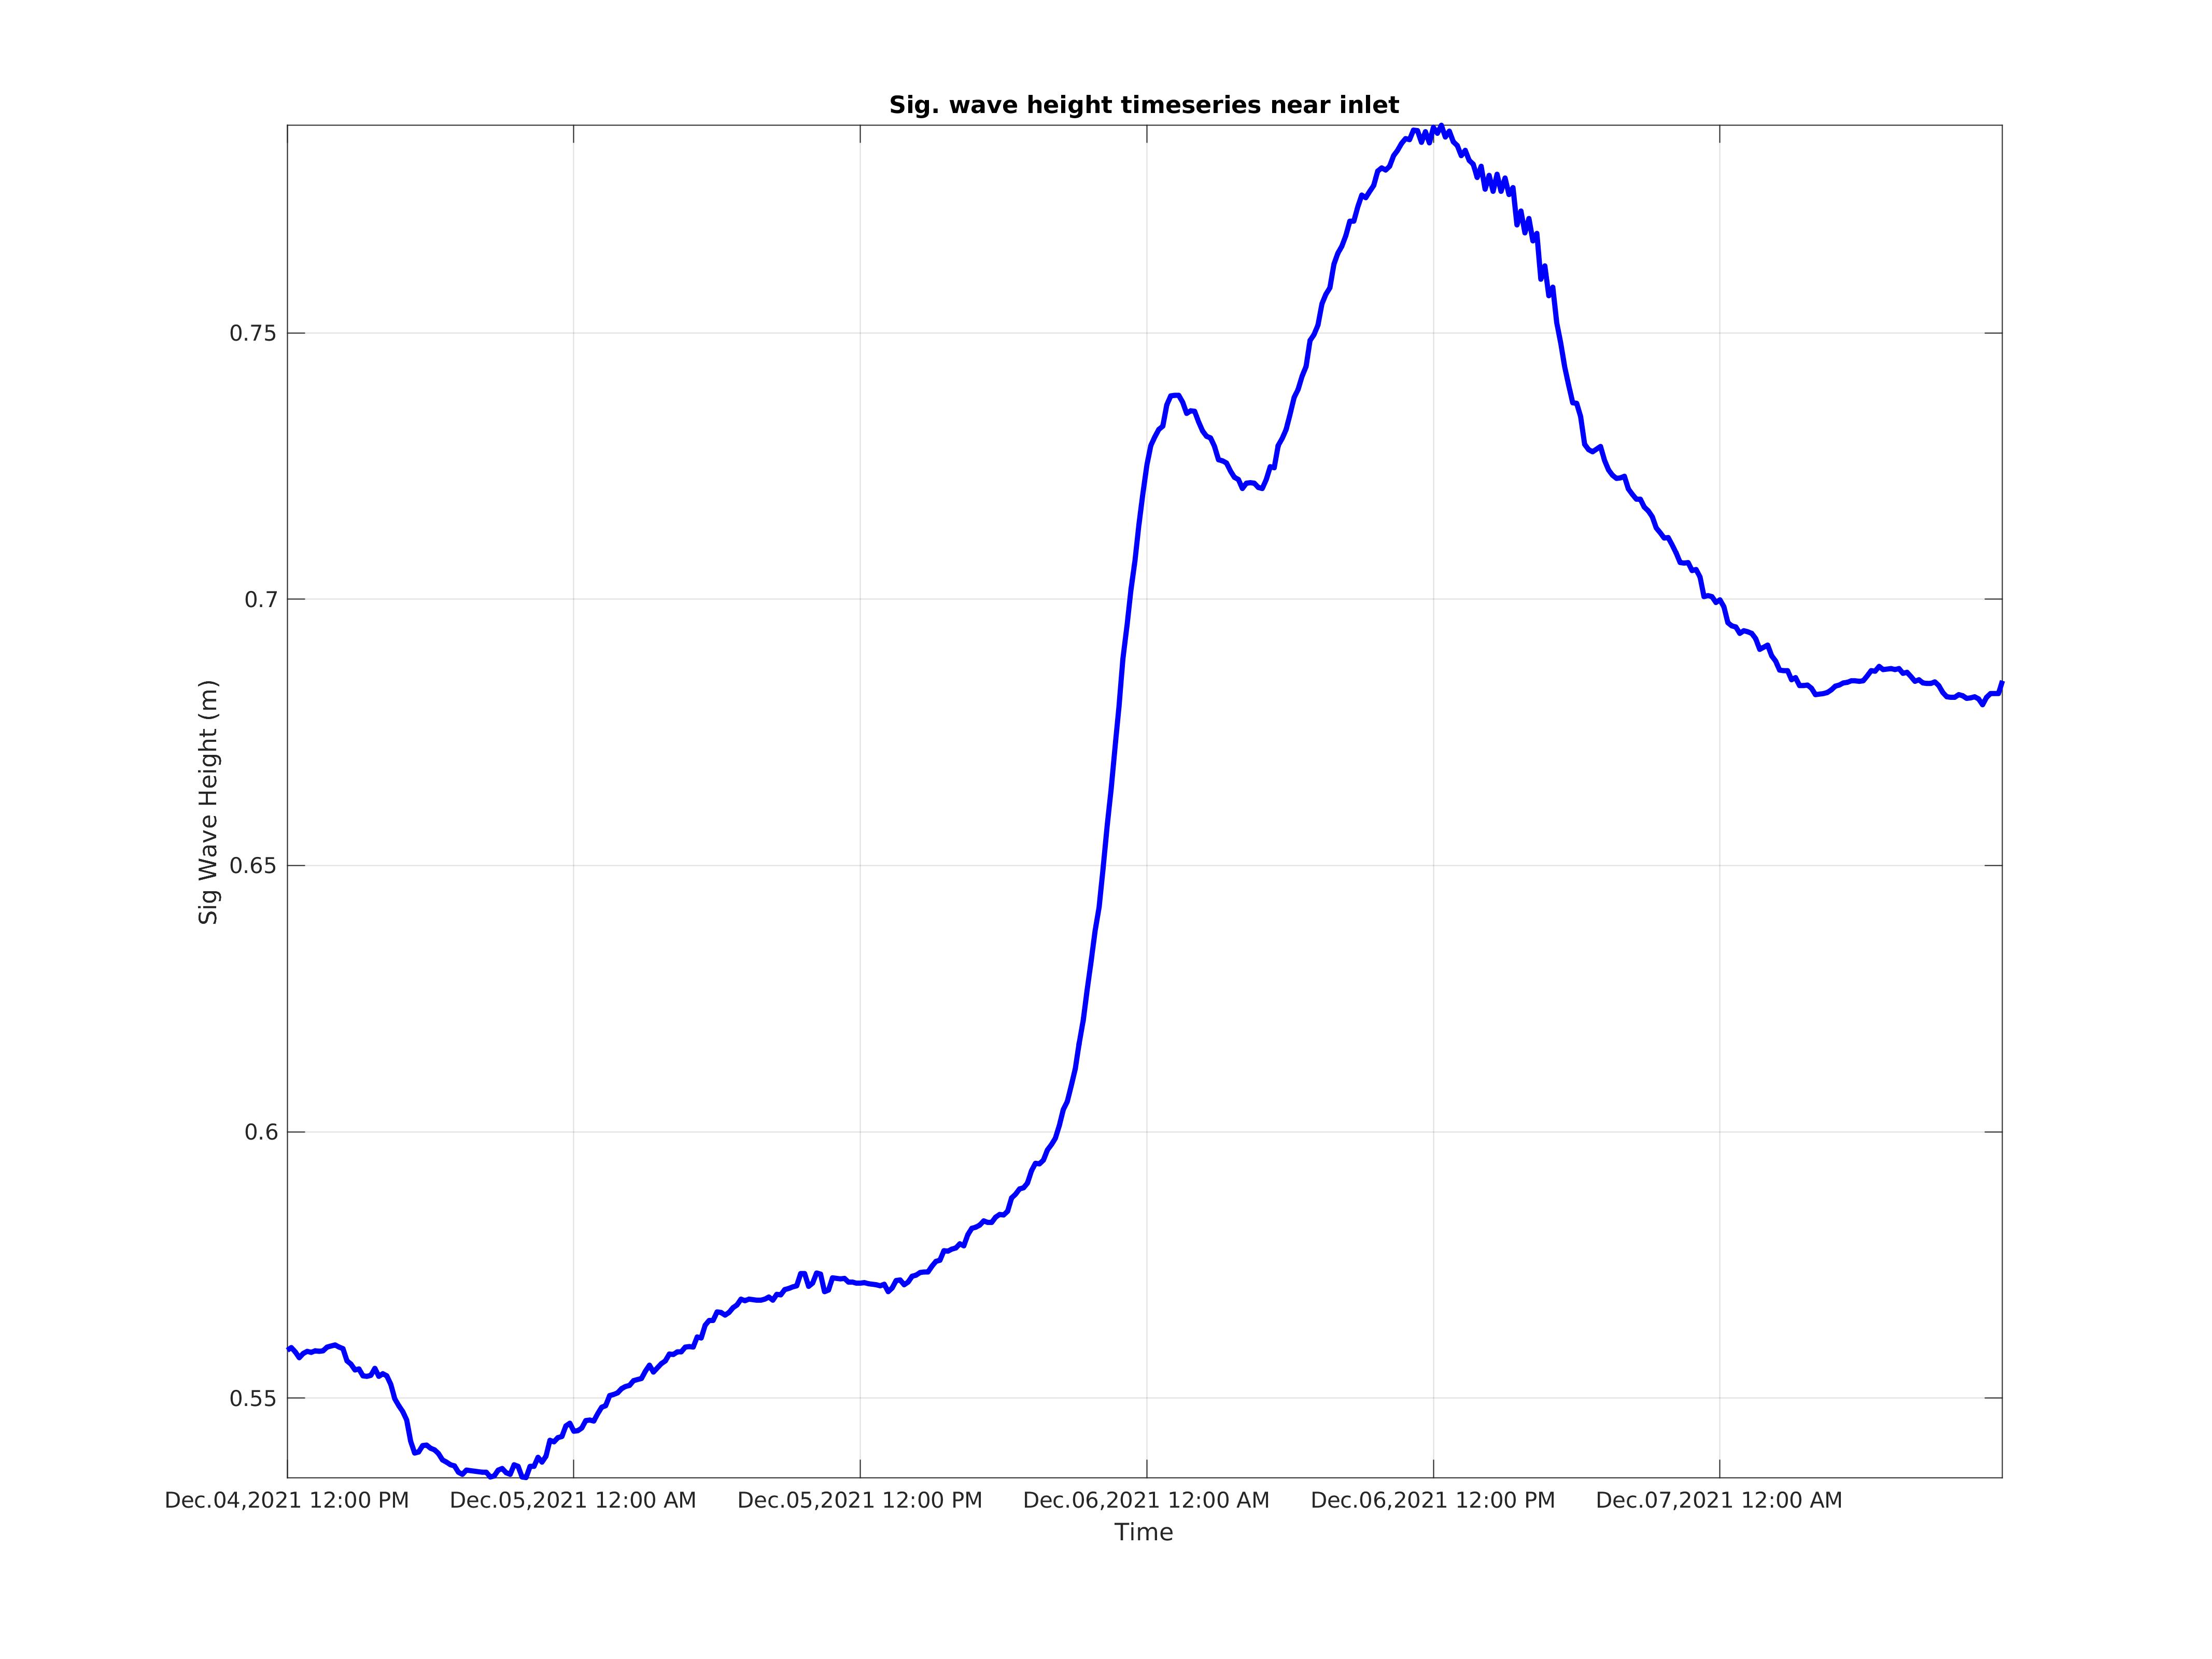 Sig. wave height timeseries near inlet
Sig Wave Height (m)
0.75
0.7
0.65
0.6
0.55
Dec.04,2021 12:00 PM
Dec.05,2021 12:00 AM
Dec.05,2021 12:00 PM
Dec.06,2021 12:00 AM
Dec.06,2021 12:00 PM
Dec.07,2021 12:00 AM
Time